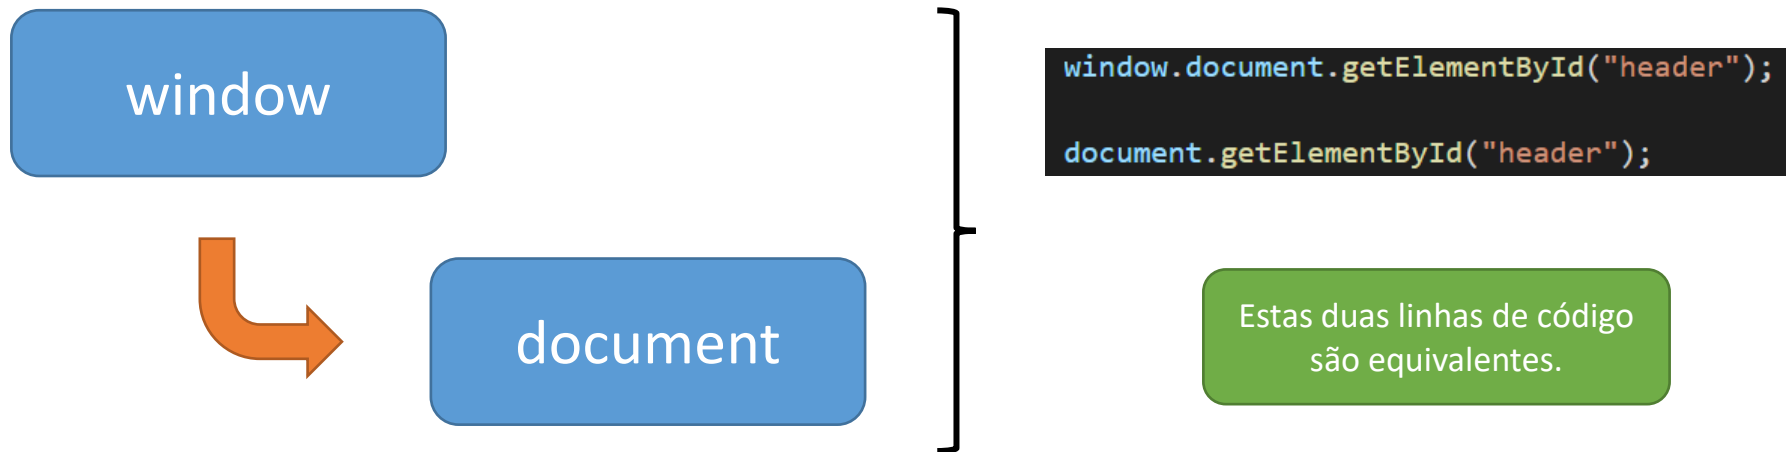 window
document
window.document.getElementById("header");
document.getElementById("header");
Estas duas linhas de código
são equivalentes.